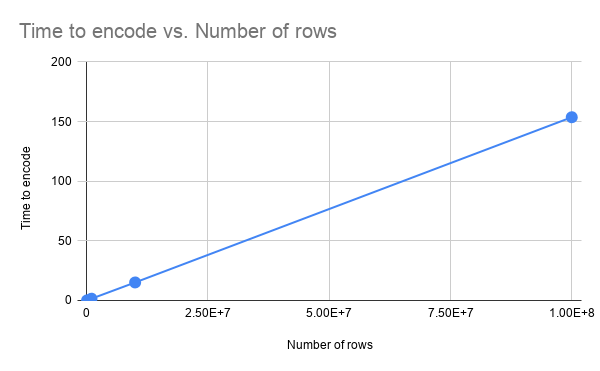 Time to encode vs. Number of rows
200
150
100
50
0
Time to encode
0 2.50E+7 5.00E+7 7.50E+7 1.00E+8
Number of rows